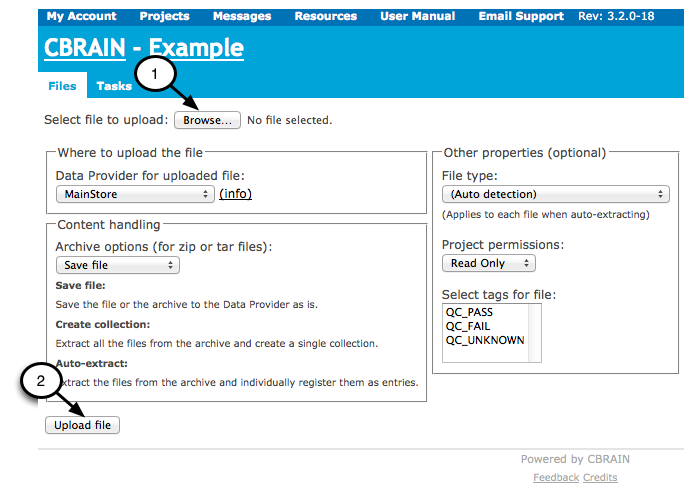 My Account Projects Messages Resources User Manual Email Support Rev: 3.2.0-18
CBRAIN - Example
1
Files Tasks
Select file to upload: Browse... No file selected.
Where to upload the file
Data Provider for uploaded file:
MainStore (info)
Content handling
Archive options (for zip or tar files):
Save file
Save file:
Save the file or the archive to the Data Provider as is.
Create collection:
Extract all the files from the archive and create a single collection.
Auto-extract:
Extract the files from the archive and individually register them as entries.
2
Upload file
Other properties (optional)
File type:
(Auto detection)
(Applies to each file when auto-extracting)
Project permissions:
Read Only
Select tags for file:
QC_PASS
QC_FAIL
QC_UNKNOWN
Powered by CBRAIN
Feedback Credits